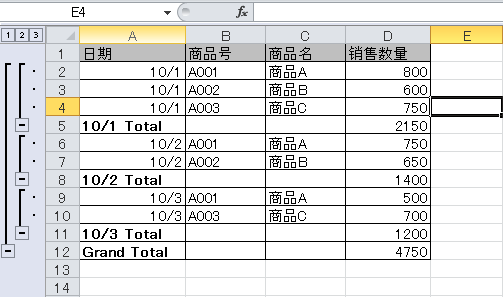 E4 fx
1 2 3 A B C D E
1 日期 商品号 商品名 销售数量
2 10/1 A001 商品A 800
3 10/1 A002 商品B 600
4 10/1 A003 商品C 750
5 10/1 Total 2150
6 10/2 A001 商品A 750
7 10/2 A002 商品B 650
8 10/2 Total 1400
9 10/3 A001 商品A 500
10 10/3 A003 商品C 700
11 10/3 Total 1200
12 Grand Total 4750
13
14